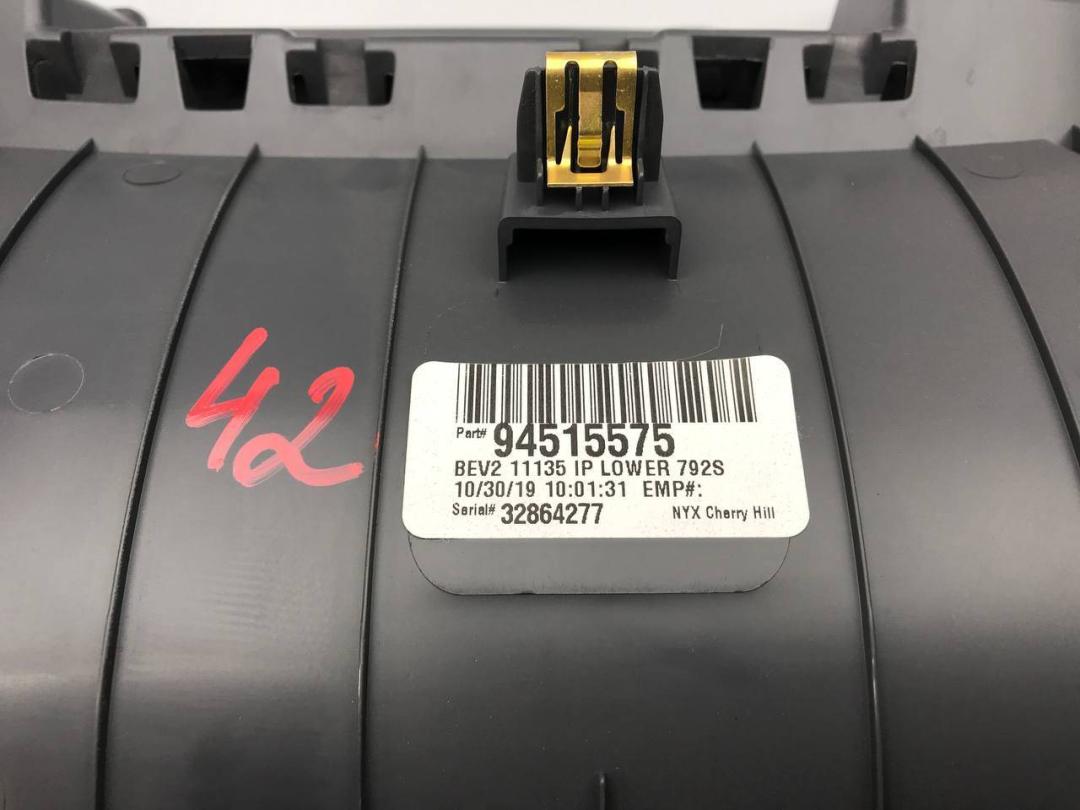 42
Part# 94515575
BEV2 11135 IP LOWER 792S
10/30/19 10:01:31 EMP#:
Serial# 32864277 NYX Cherry Hill